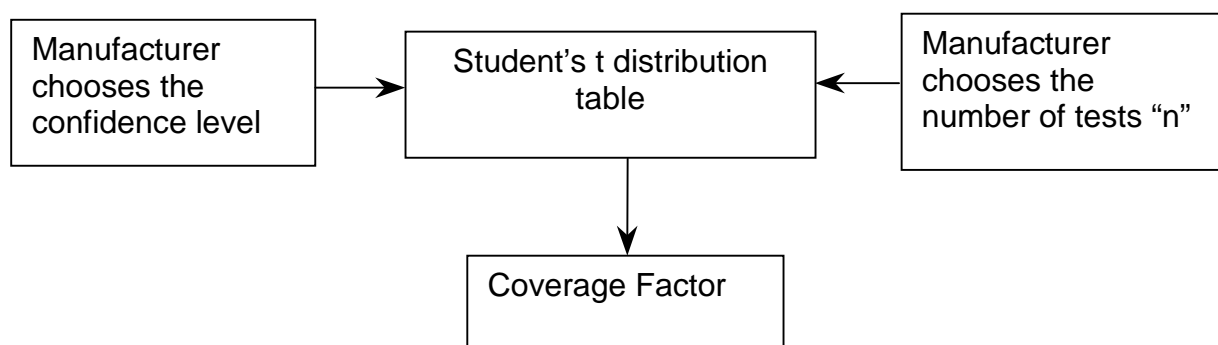 Manufacturer
chooses the
confidence level
Student’s t distribution
table
Manufacturer
chooses the
number of tests “n”
Coverage Factor